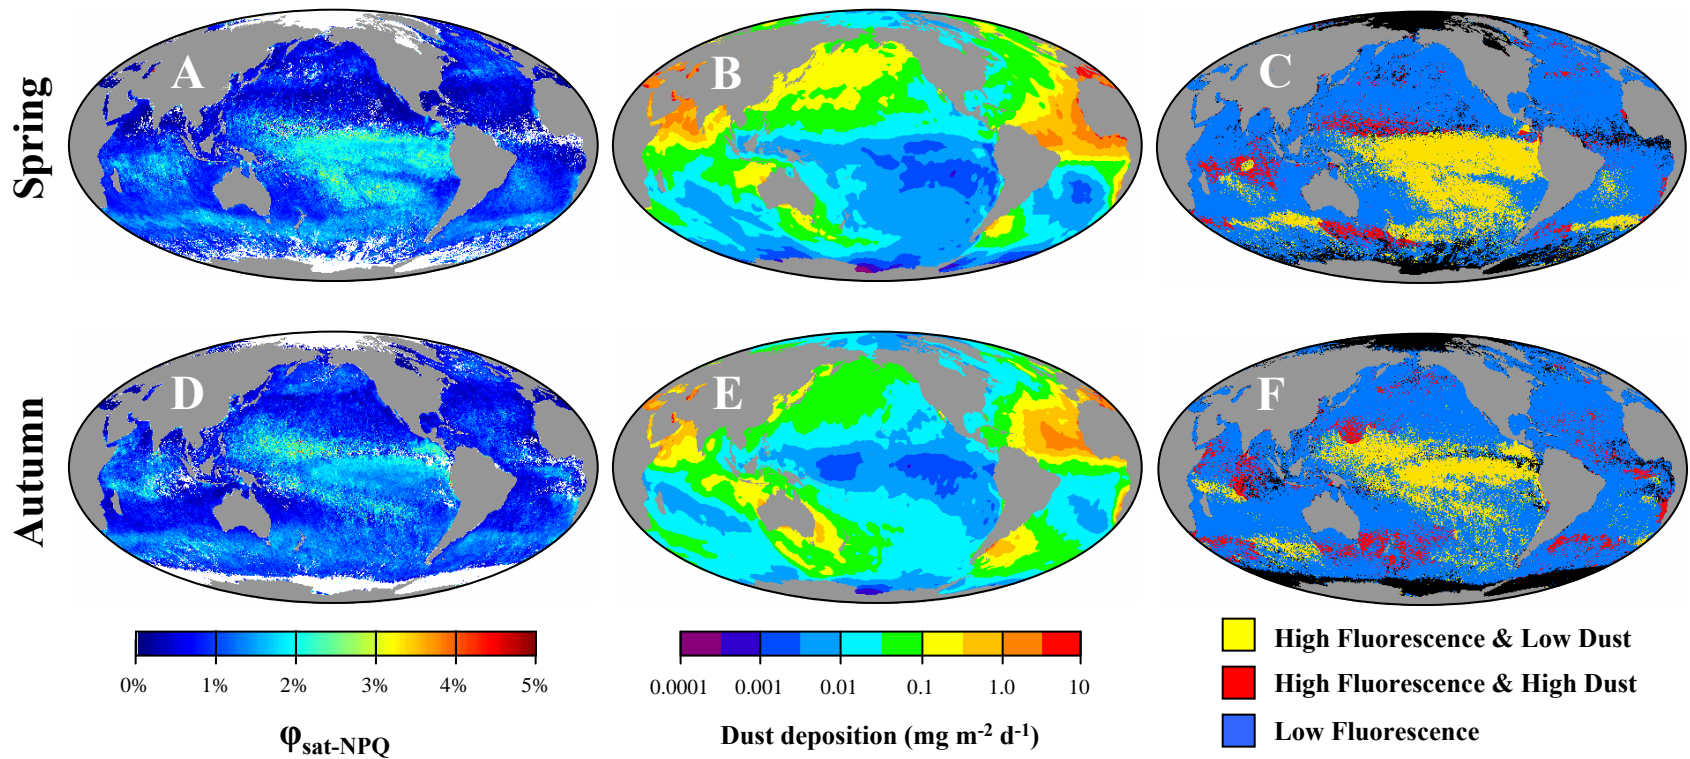 Spring
A
B
C
Autumn
D
E
F
0% 1% 2% 3% 4% 5%
φsat-NPQ
0.0001 0.001 0.01 0.1 1.0 10
Dust deposition (mg m-2 d-1)
High Fluorescence & Low Dust
High Fluorescence & High Dust
Low Fluorescence